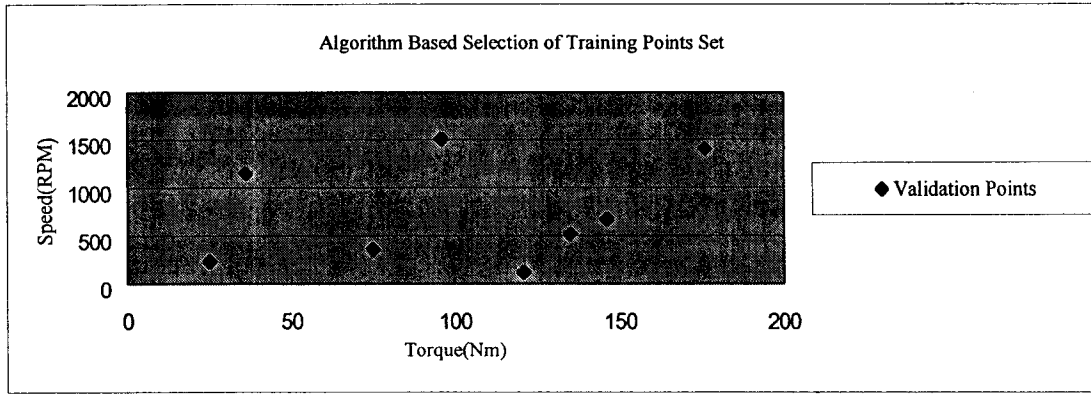 Algorithm Based Selection of Training Points Set
2000
1500
1000
500
0
Speed(RPM)
0 50 100 150 200
Torque(Nm)
Validation Points